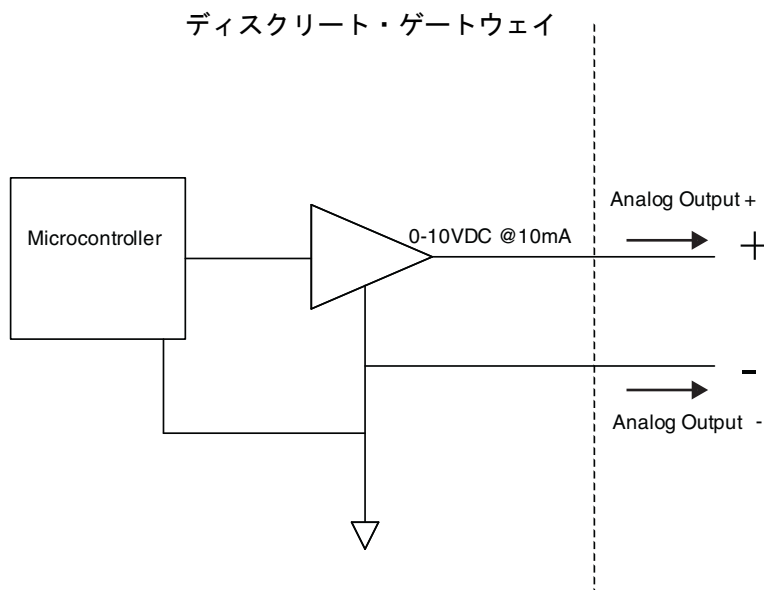 ディスクリート・ゲートウェイ
Analog Output +
Microcontroller
0-10VDC @10mA
+
-
Analog Output -